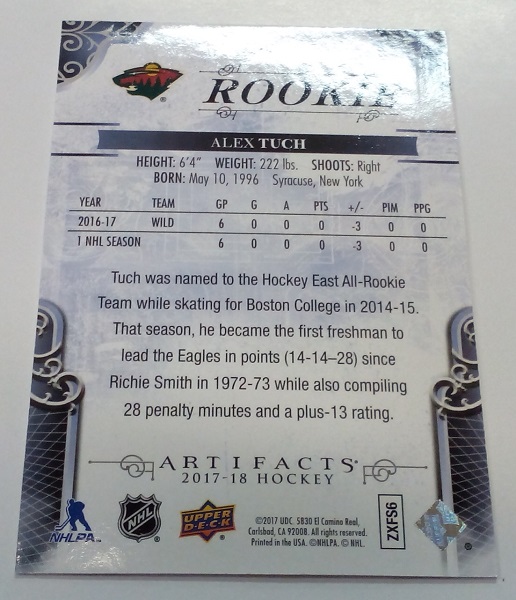 ROOKIE
ALEX TUCH
HEIGHT: 6'4" WEIGHT: 222 lbs. SHOOTS: Right
BORN: May 10, 1996 Syracuse, New York
YEAR TEAM GP G A PTS +/- PIM PPG
2016-17 WILD 6 0 0 0 -3 0 0
1 NHL SEASON 6 0 0 0 -3 0 0
Tuch was named to the Hockey East All-Rookie
Team while skating for Boston College in 2014-15.
That season, he became the first freshman to
lead the Eagles in points (14-14–28) since
Richie Smith in 1972-73 while also compiling
28 penalty minutes and a plus-13 rating.
ARTIFACTS
2017-18 HOCKEY
NHLPA
NHL
UPPER DECK
©2017 UDC. 5830 El Camino Real,
Carlsbad, CA 92008. All rights reserved.
Printed in the USA. ©NHLPA. © NHL.
ZXFS6